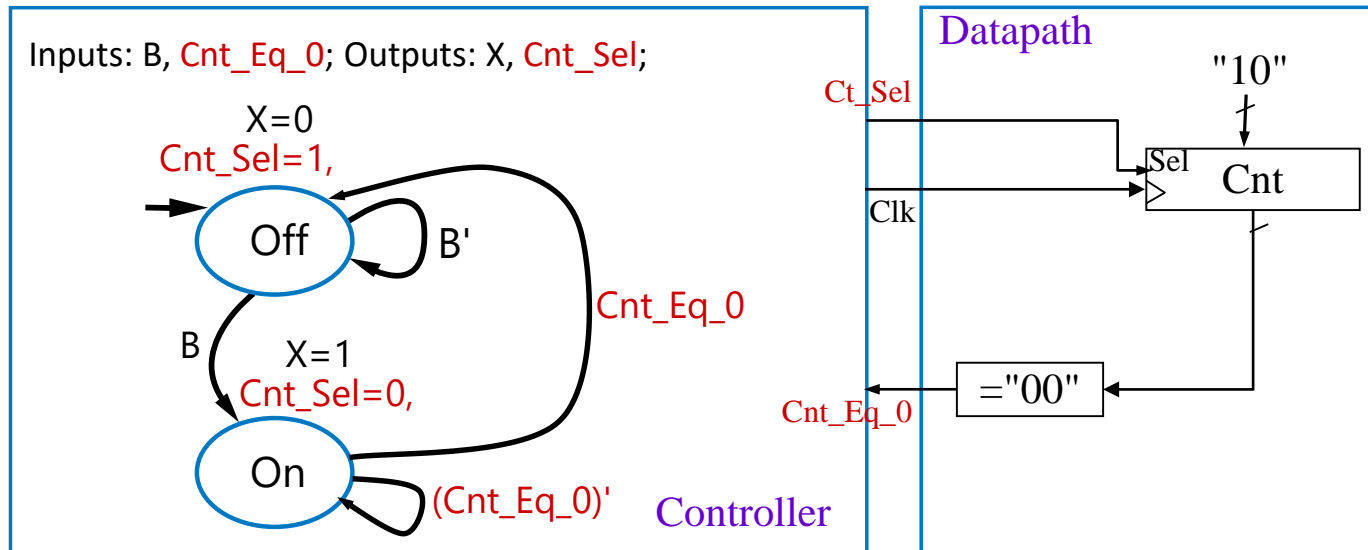 Inputs: B, Cnt_Eq_0; Outputs: X, Cnt_Sel;
X=0
Cnt_Sel=1,
Off
B'
B
Cnt_Eq_0
X=1
Cnt_Sel=0,
On
(Cnt_Eq_0)'
Controller
Datapath
"10"
Ct_Sel
Sel
Cnt
Clk
="00"
Cnt_Eq_0